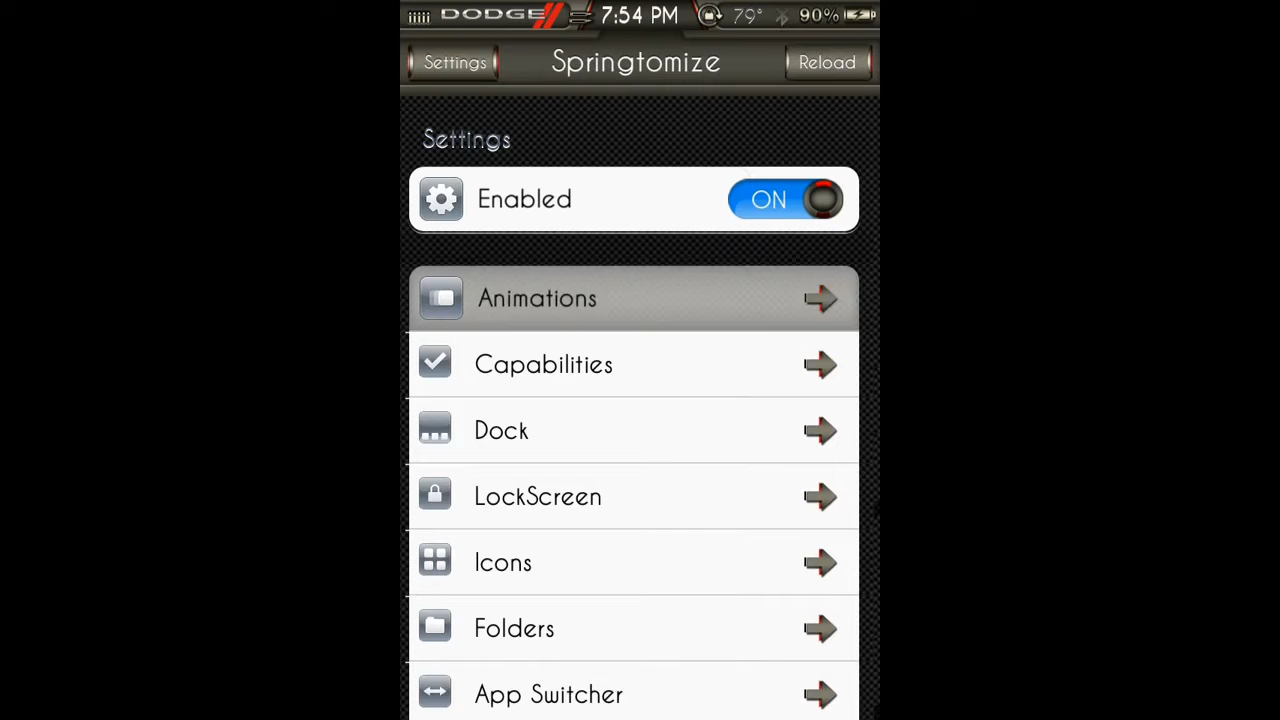 DODGE 7:54 PM 79° 90%
Settings Springtomize Reload
Settings
Enabled ON
Animations
Capabilities
Dock
LockScreen
Icons
Folders
App Switcher